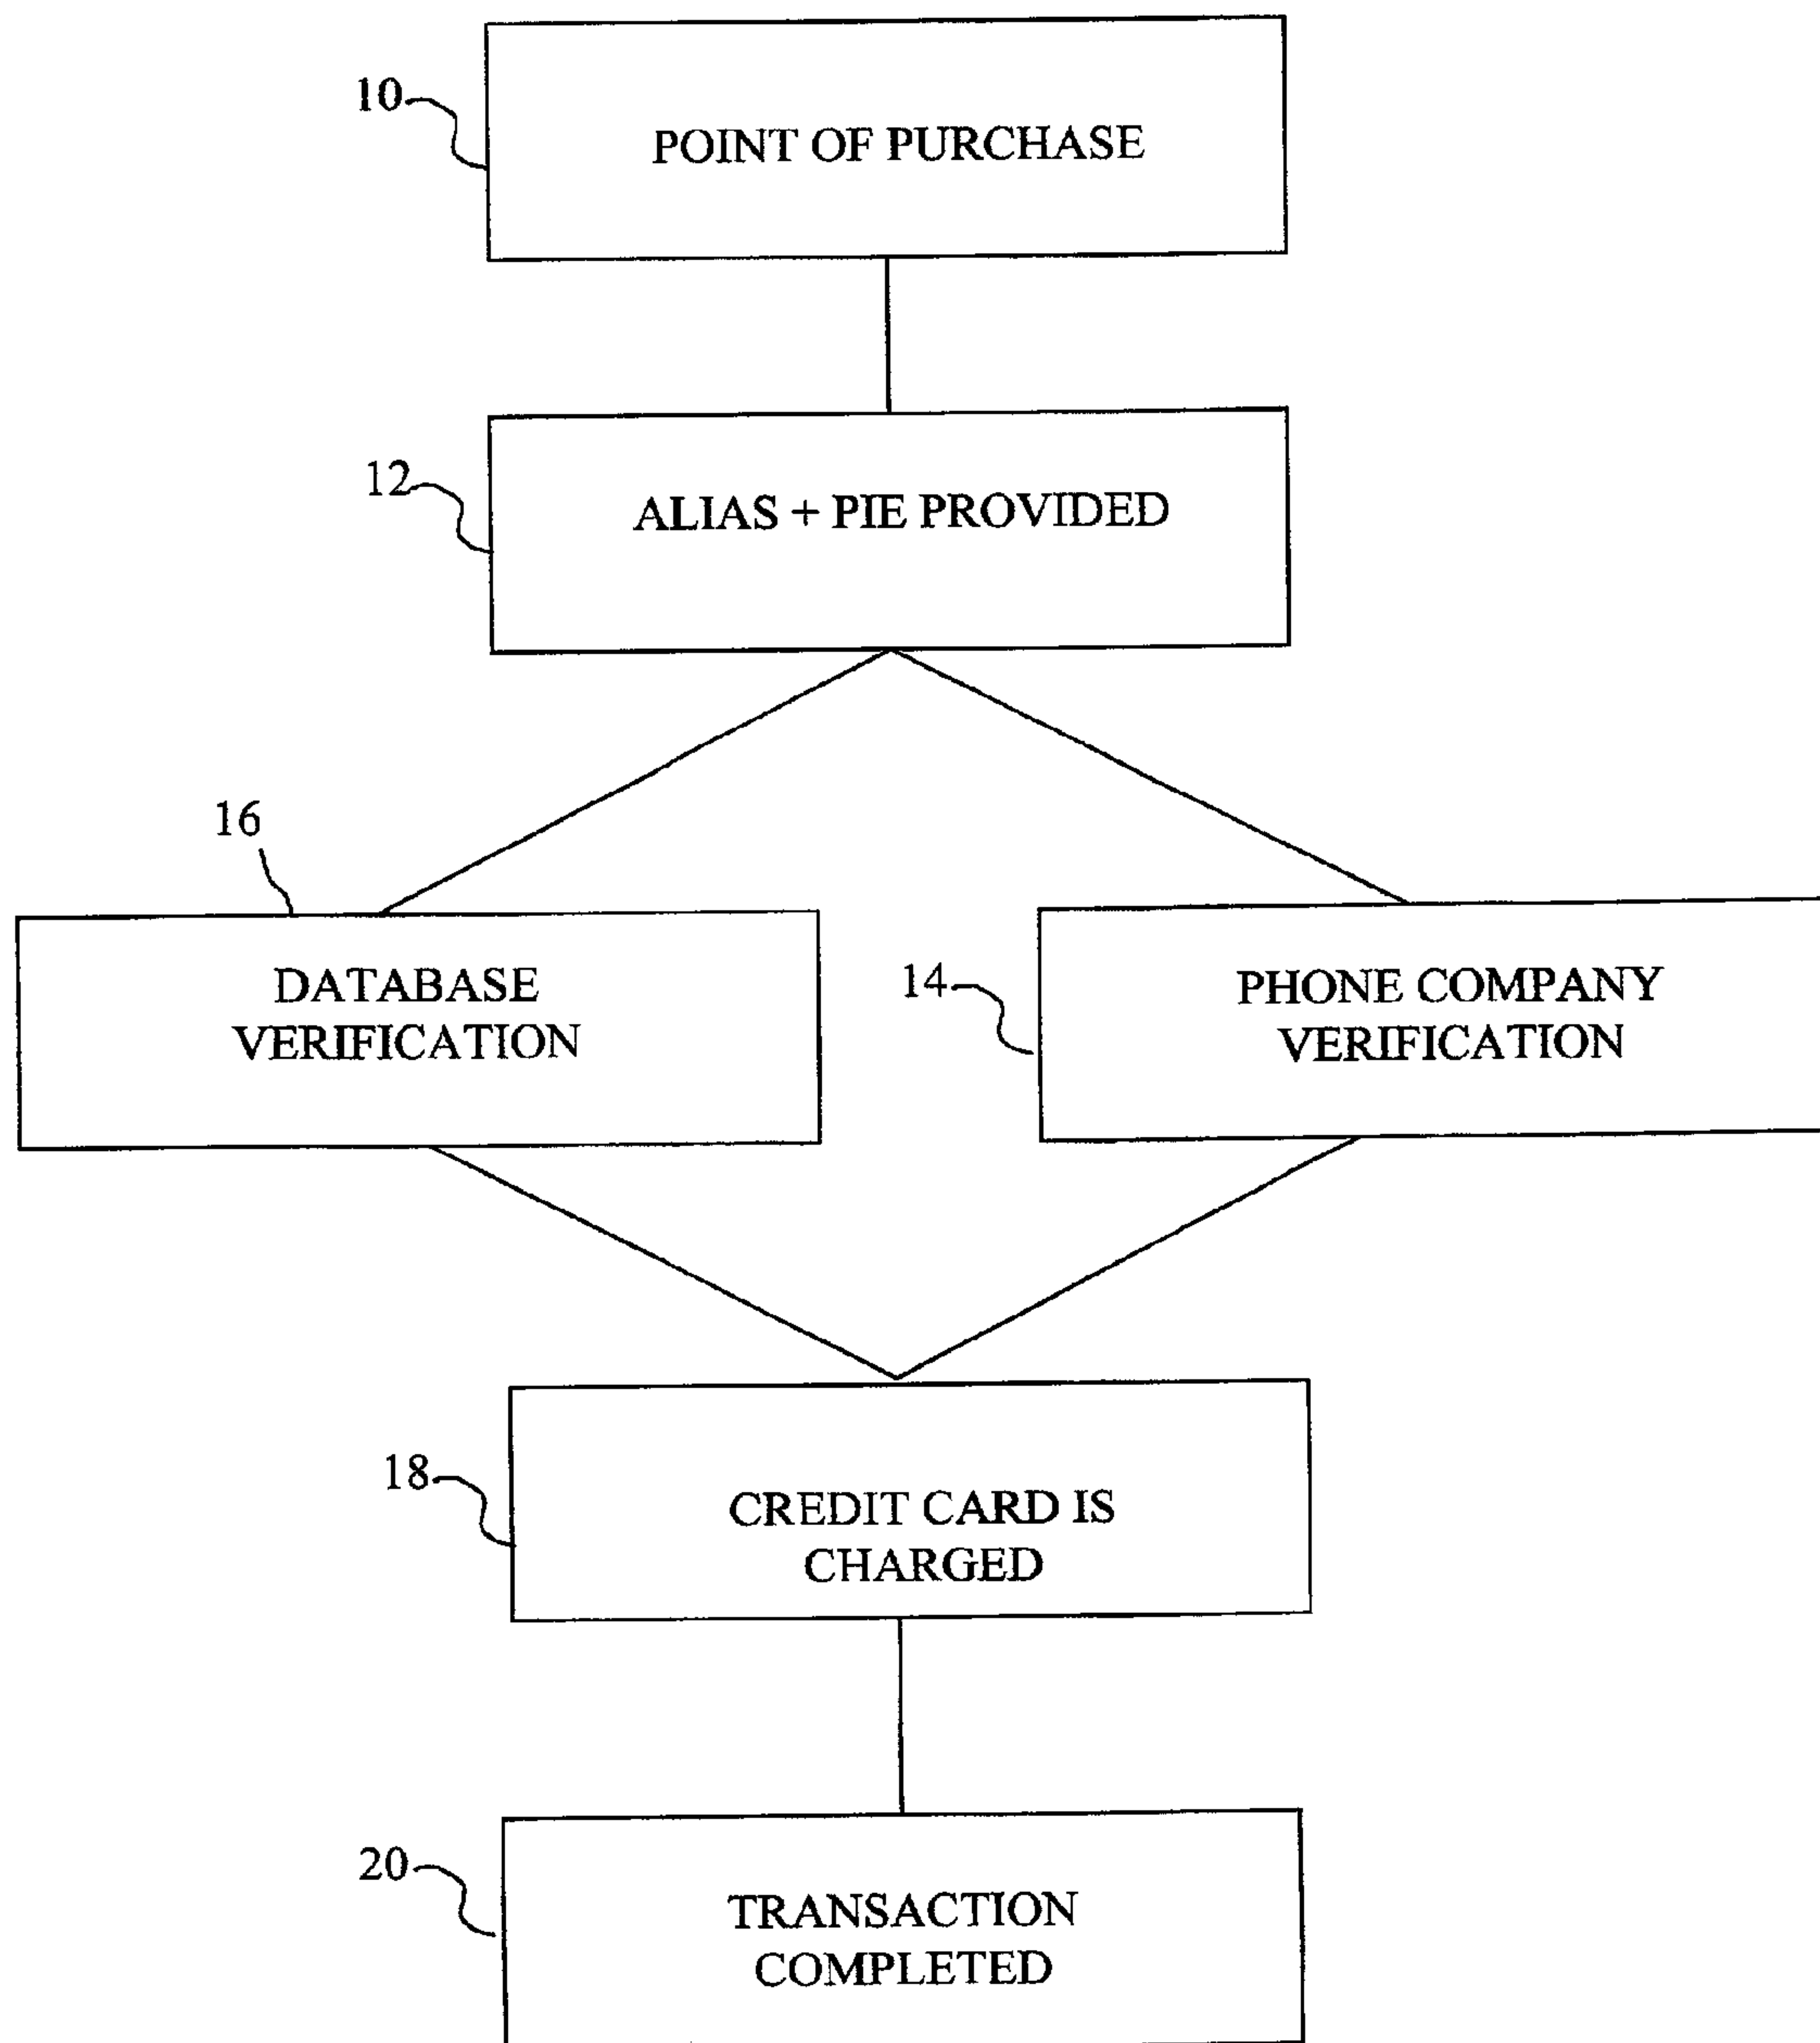 10
POINT OF PURCHASE
12
ALIAS + PIE PROVIDED
16
DATABASE
VERIFICATION
14
PHONE COMPANY
VERIFICATION
18
CREDIT CARD IS
CHARGED
20
TRANSACTION
COMPLETED